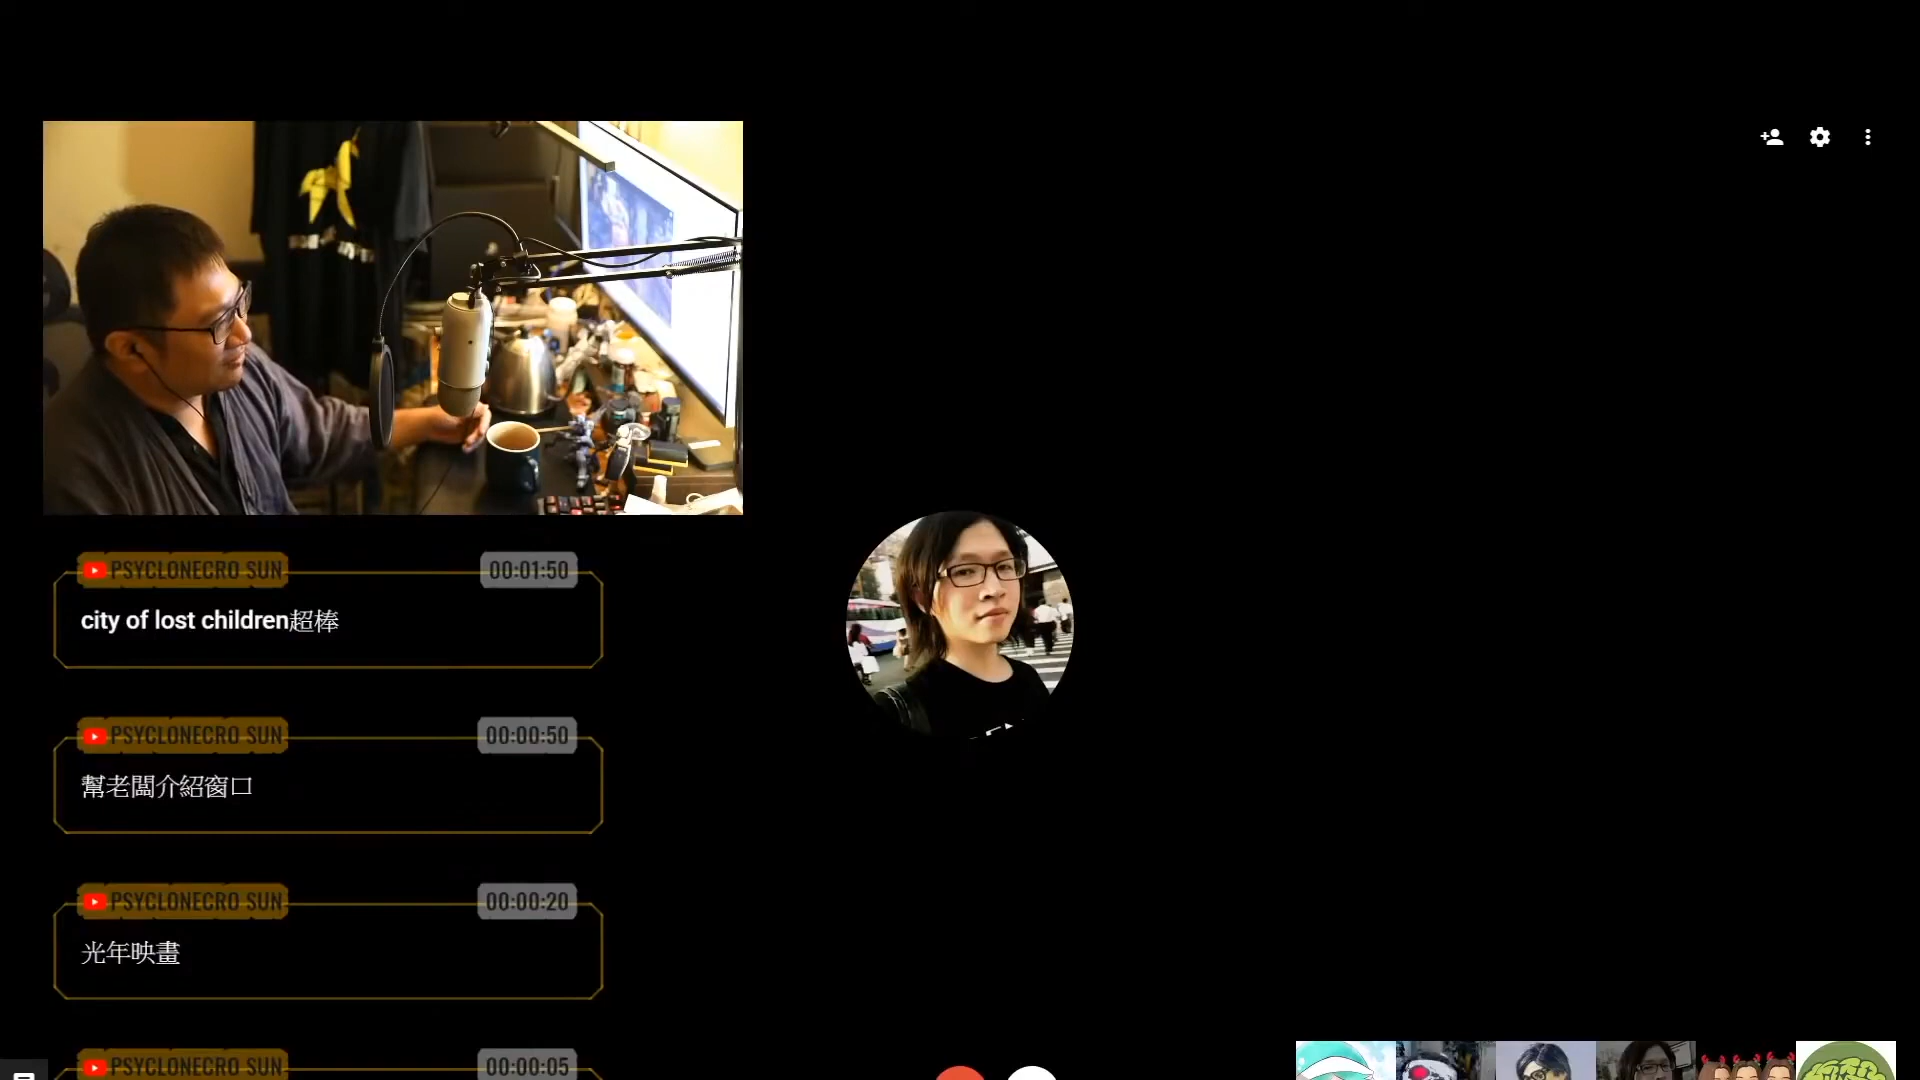 PSYCLONECRO SUN 00:01:50
city of lost children超棒
PSYCLONECRO SUN 00:00:50
幫老闆介紹窗口
PSYCLONECRO SUN 00:00:20
光年映畫
PSYCLONECRO SUN 00:00:05